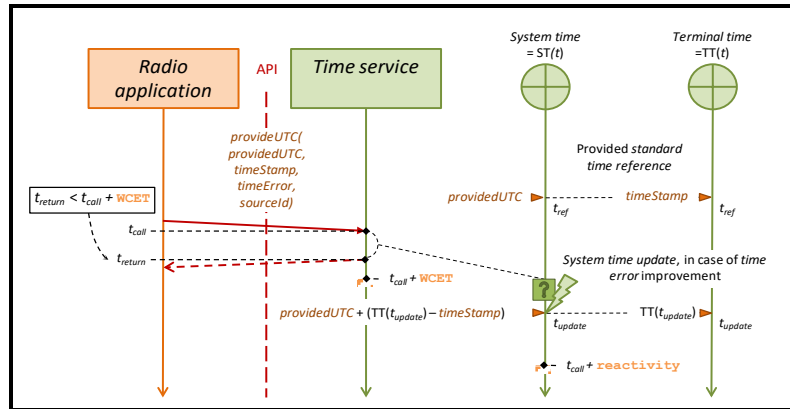 System time
= ST(t)
Terminal time
=TT(t)
Radio
application
API
Time service
provideUTC(
providedUTC,
timeStamp,
timeError,
sourceId)
Provided standard
time reference
t_return < t_call + WCET
providedUTC
timeStamp
t_ref
t_ref
t_call
t_return
System time update, in case of time
error improvement
t_call + WCET
?
providedUTC + (TT(t_update) – timeStamp)
TT(t_update)
t_update
t_update
t_call + reactivity